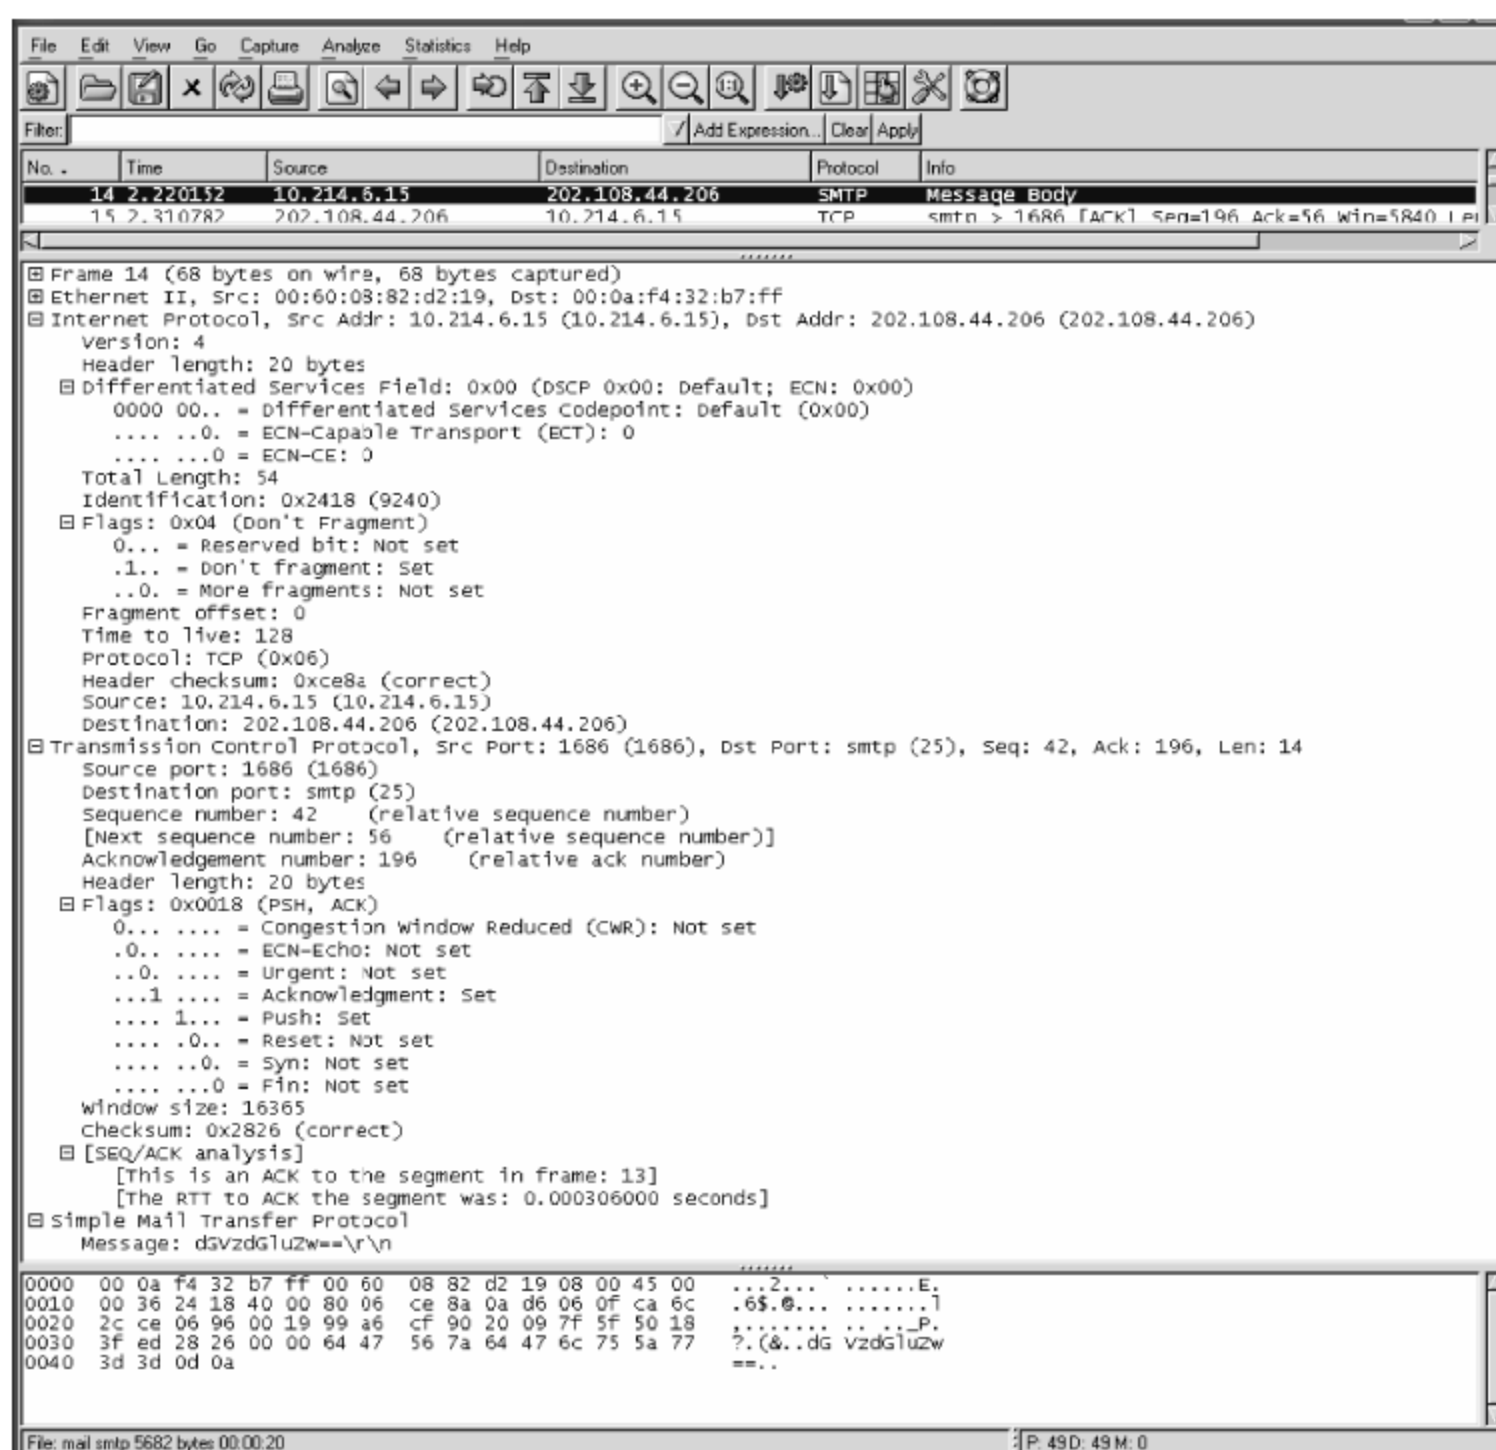 File Edit View Go Capture Analyze Statistics Help
Filter: Add Expression... Clear Apply
No. . Time Source Destination Protocol Info
14 2.220152 10.214.6.15 202.108.44.206 SMTP Message Body
15 2.310782 202.108.44.206 10.214.6.15 TCP smtp > 1686 [ACK] Seq=196 Ack=56 Win=5840 Le
Frame 14 (68 bytes on wire, 68 bytes captured)
Ethernet II, Src: 00:60:08:82:d2:19, Dst: 00:0a:f4:32:b7:ff
Internet Protocol, Src Addr: 10.214.6.15 (10.214.6.15), Dst Addr: 202.108.44.206 (202.108.44.206)
Version: 4
Header length: 20 bytes
Differentiated Services Field: 0x00 (DSCP 0x00: Default; ECN: 0x00)
0000 00.. = Differentiated Services Codepoint: Default (0x00)
.... ..0. = ECN-Capable Transport (ECT): 0
.... ...0 = ECN-CE: 0
Total Length: 54
Identification: 0x2418 (9240)
Flags: 0x04 (Don't Fragment)
0... = Reserved bit: Not set
.1.. = Don't fragment: Set
..0. = More fragments: Not set
Fragment offset: 0
Time to live: 128
Protocol: TCP (0x06)
Header checksum: 0xce8a (correct)
Source: 10.214.6.15 (10.214.6.15)
Destination: 202.108.44.206 (202.108.44.206)
Transmission Control Protocol, Src Port: 1686 (1686), Dst Port: smtp (25), Seq: 42, Ack: 196, Len: 14
Source port: 1686 (1686)
Destination port: smtp (25)
Sequence number: 42 (relative sequence number)
[Next sequence number: 56 (relative sequence number)]
Acknowledgement number: 196 (relative ack number)
Header length: 20 bytes
Flags: 0x0018 (PSH, ACK)
0... .... = Congestion Window Reduced (CWR): Not set
.0.. .... = ECN-Echo: Not set
..0. .... = Urgent: Not set
...1 .... = Acknowledgment: Set
.... 1... = Push: Set
.... .0.. = Reset: Not set
.... ..0. = Syn: Not set
.... ...0 = Fin: Not set
Window size: 16365
Checksum: 0x2826 (correct)
[SEQ/ACK analysis]
[This is an ACK to the segment in frame: 13]
[The RTT to ACK the segment was: 0.000306000 seconds]
Simple Mail Transfer Protocol
Message: dGVzdGluZw==\r\n
0000 00 0a f4 32 b7 ff 00 60 08 82 d2 19 08 00 45 00 ...2...` ......E.
0010 00 36 24 18 40 00 80 06 ce 8a 0a d6 06 0f ca 6c .6$.@... .......l
0020 2c ce 06 96 00 19 99 a6 cf 90 20 09 7f 5f 50 18 ,....... .. .._P.
0030 3f ed 28 26 00 00 64 47 56 7a 64 47 6c 75 5a 77 ?.(&..dG VzdGluZw
0040 3d 3d 0d 0a ==..
File: mail smtp 5682 bytes 00:00:20 P: 49 D: 49 M: 0